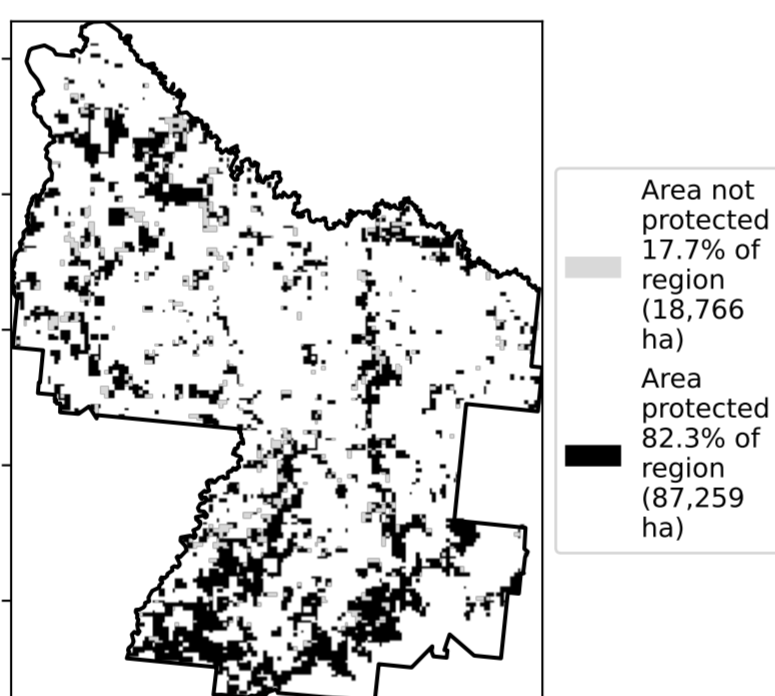 Area not
protected
17.7% of
region
(18,766
ha)
Area
protected
82.3% of
region
(87,259
ha)